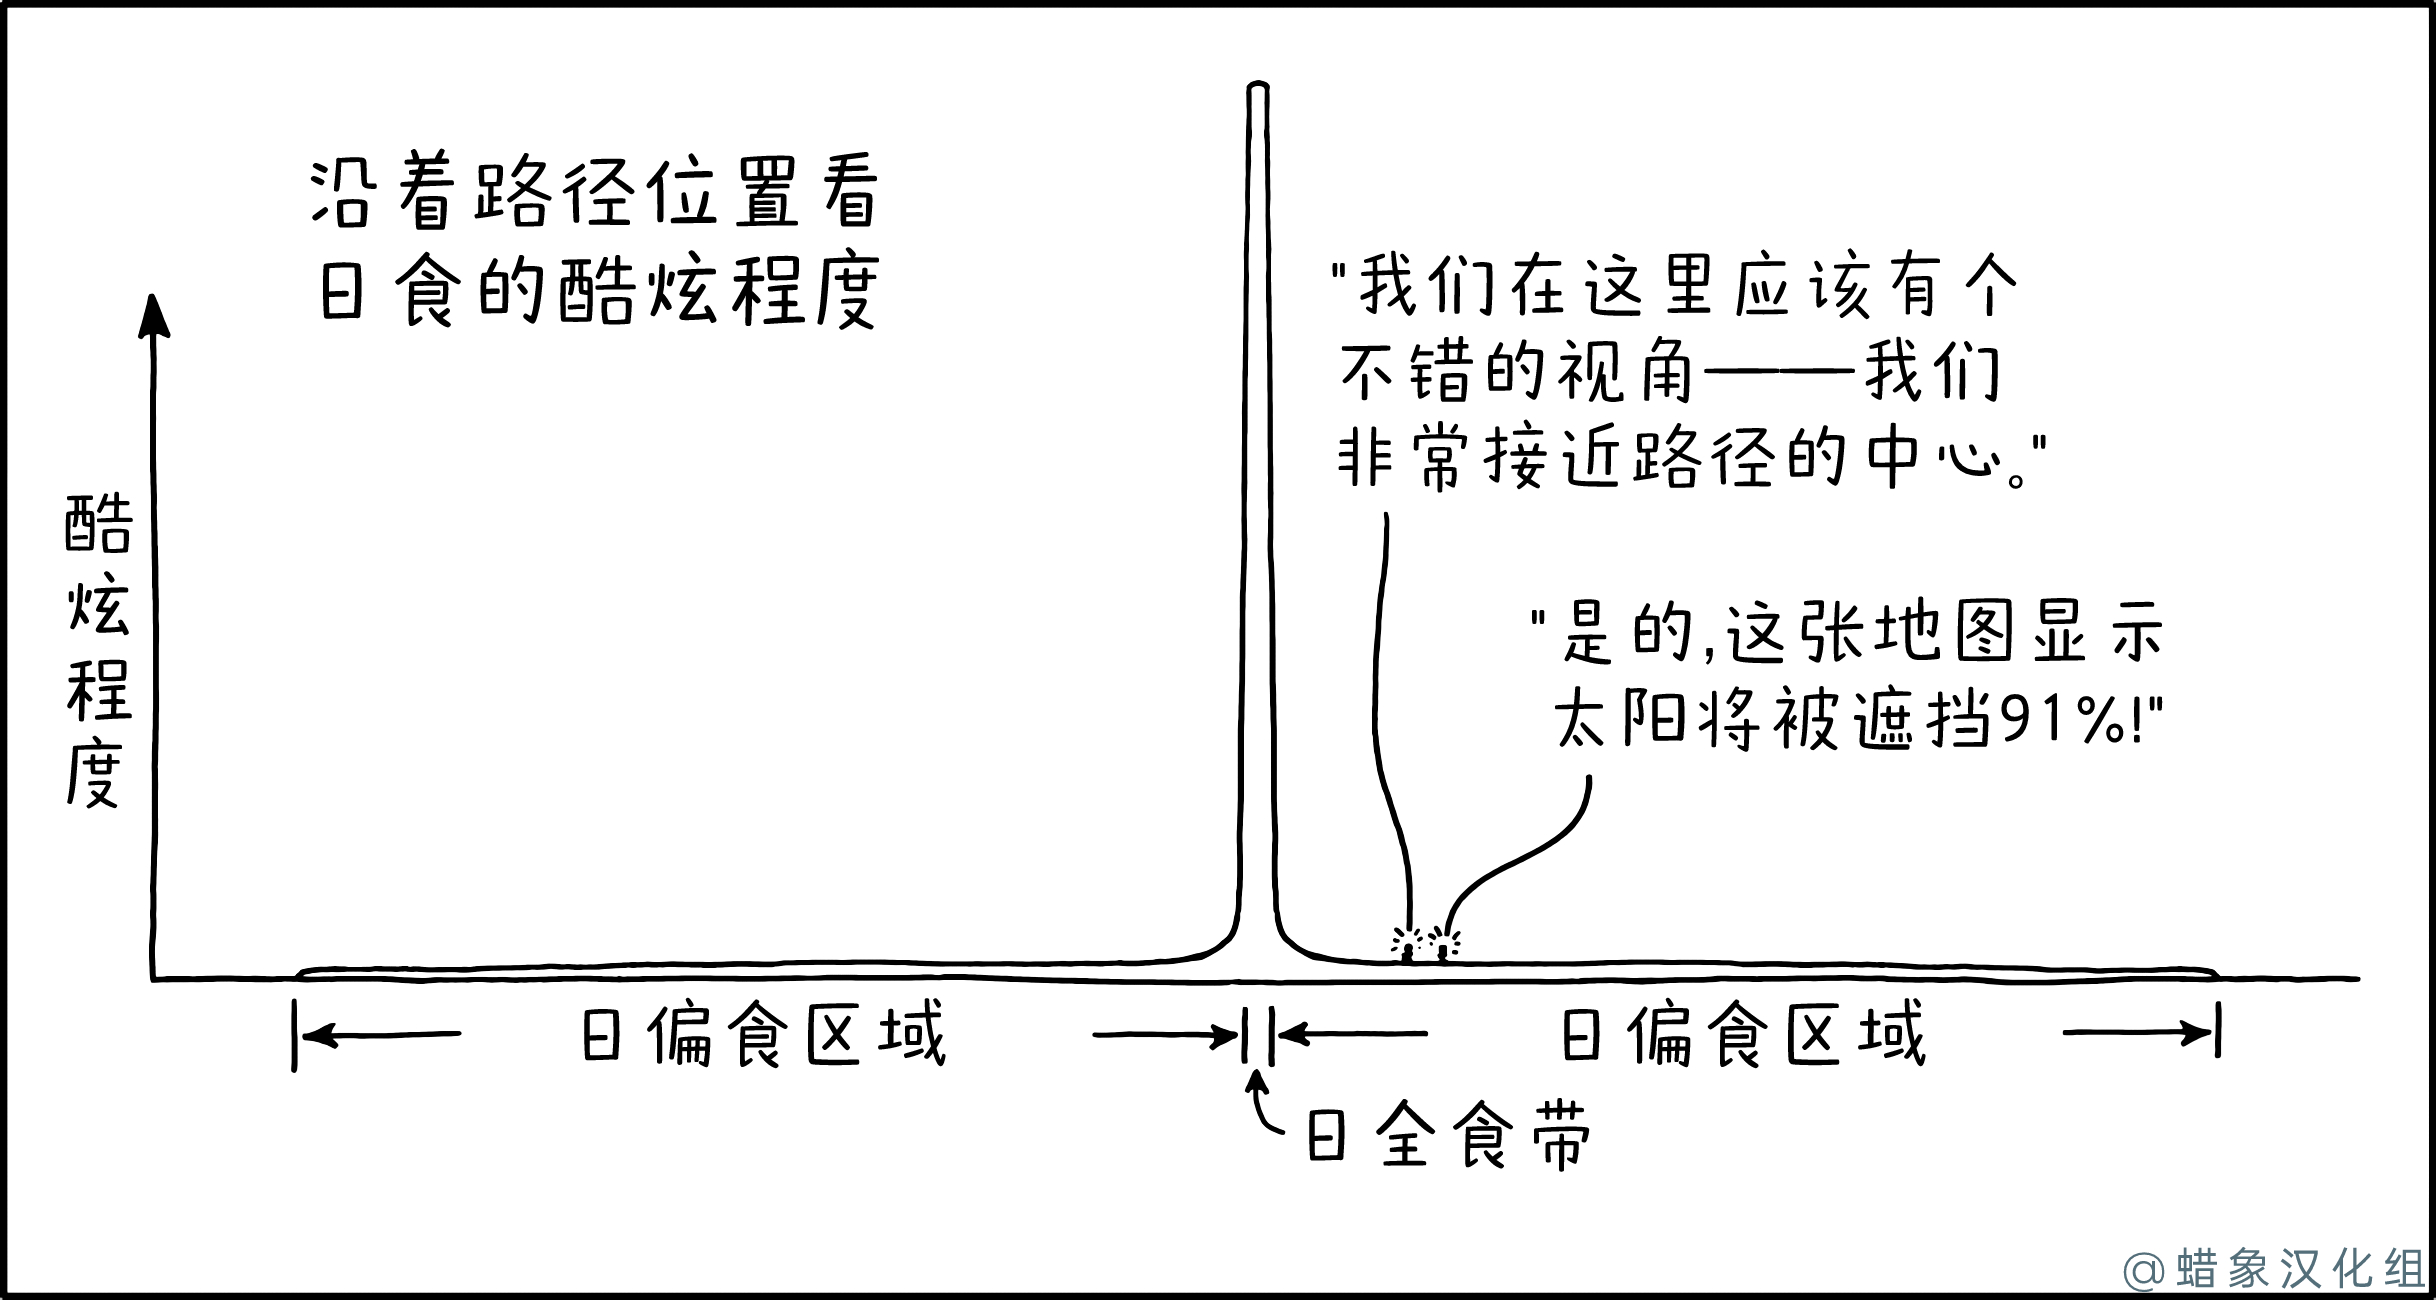 沿着路径位置看
日食的酷炫程度
"我们在这里应该有个
不错的视角——我们
非常接近路径的中心。"
酷炫程度
"是的,这张地图显示
太阳将被遮挡91%!"
日偏食区域
日偏食区域
日全食带
@蜡象汉化组